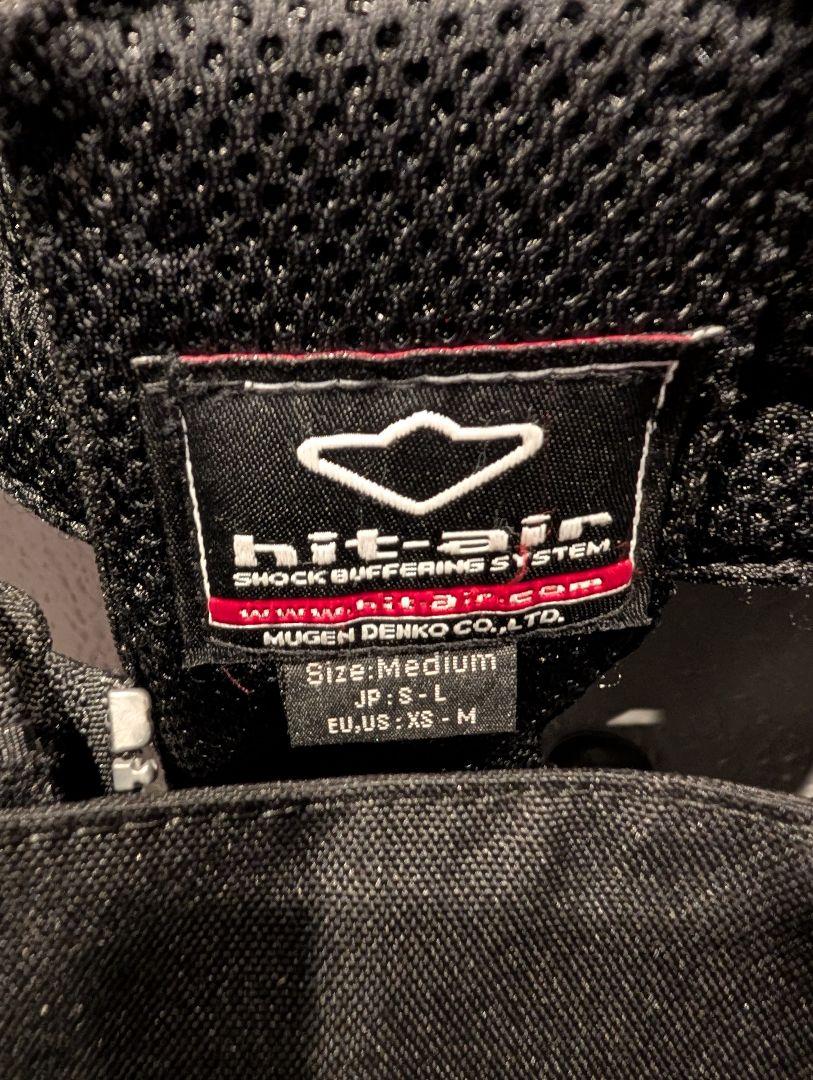 hit-air
SHOCK BUFFERING SYSTEM
www.hit-air.com
MUGEN DENKO CO.,LTD.
Size:Medium
JP:S-L
EU,US:XS-M